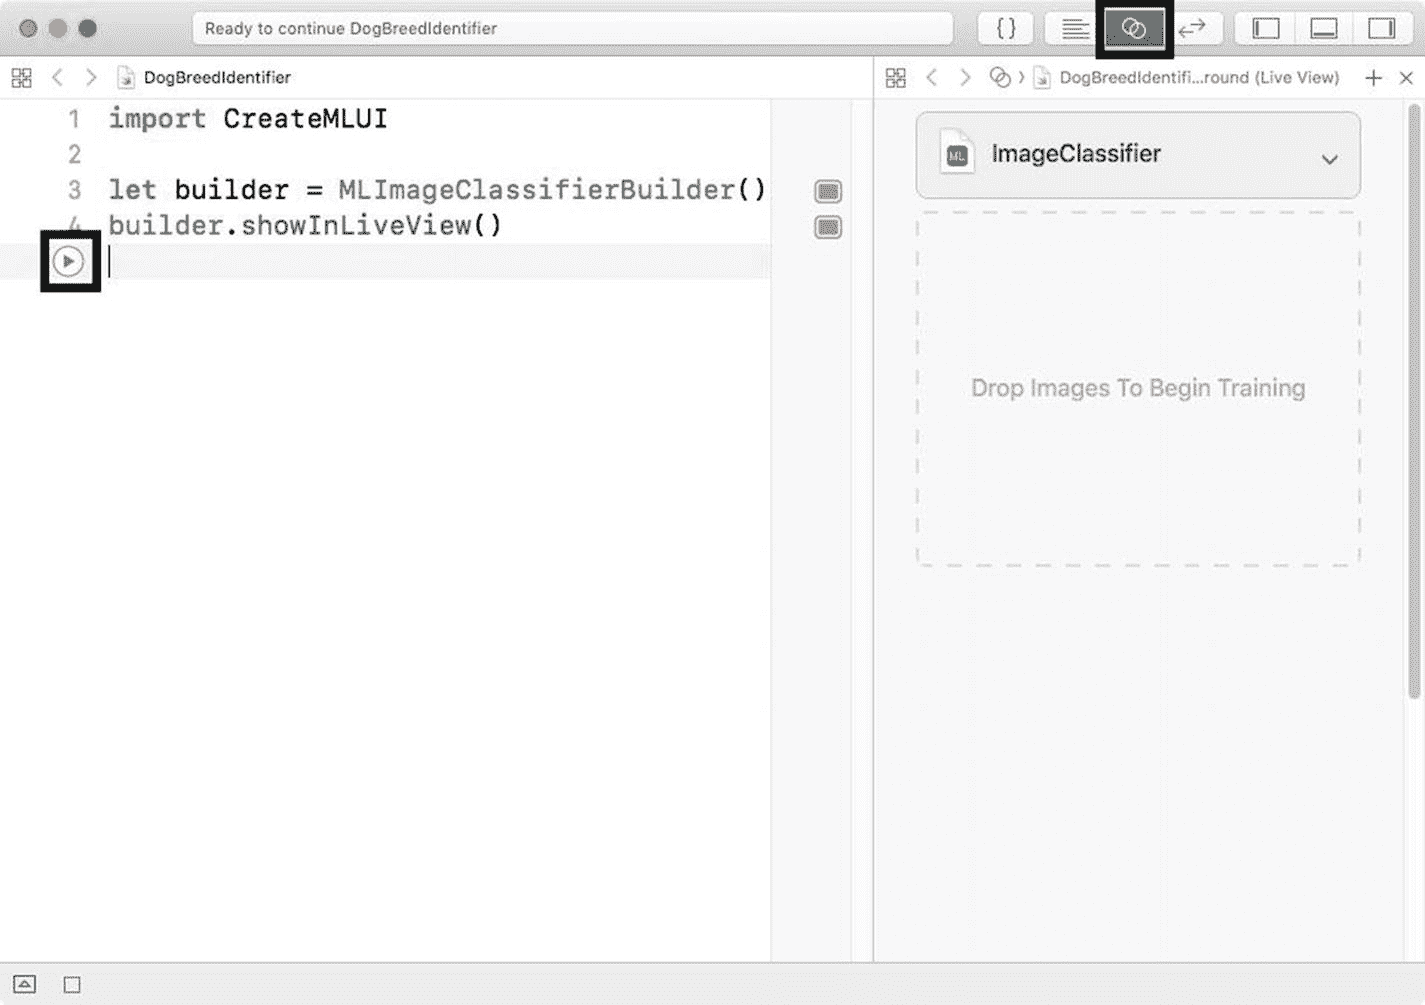 Ready to continue DogBreedIdentifier
{ }
DogBreedIdentifier
1 import CreateMLUI
2
3 let builder = MLImageClassifierBuilder()
4 builder.showInLiveView()
DogBreedIdentifi...round (Live View)
ML ImageClassifier
Drop Images To Begin Training